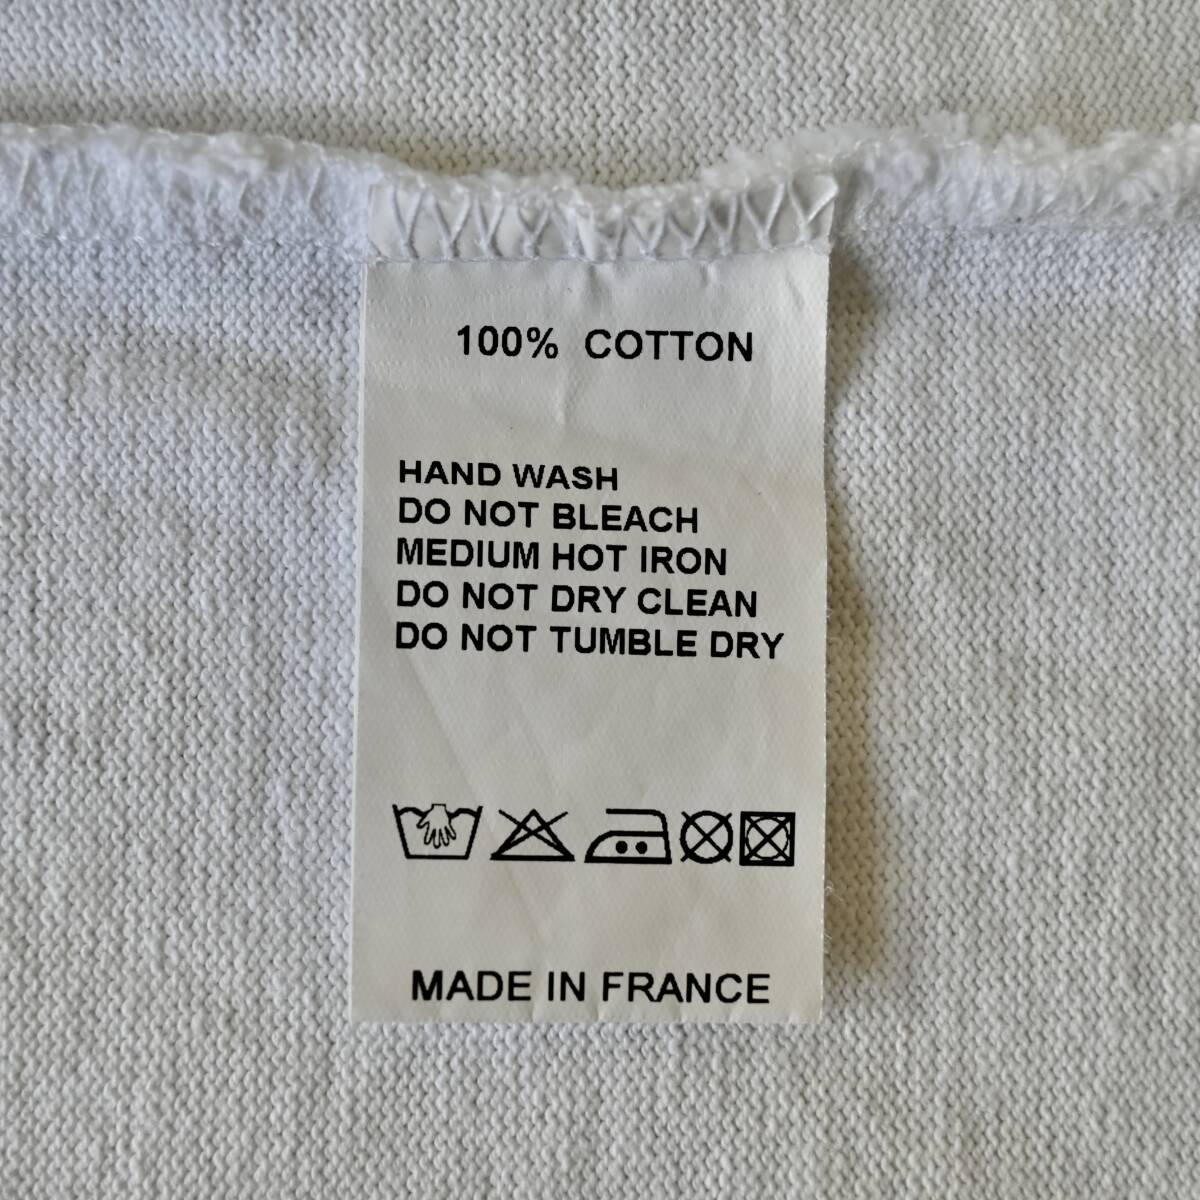 100% COTTON
HAND WASH
DO NOT BLEACH
MEDIUM HOT IRON
DO NOT DRY CLEAN
DO NOT TUMBLE DRY
MADE IN FRANCE